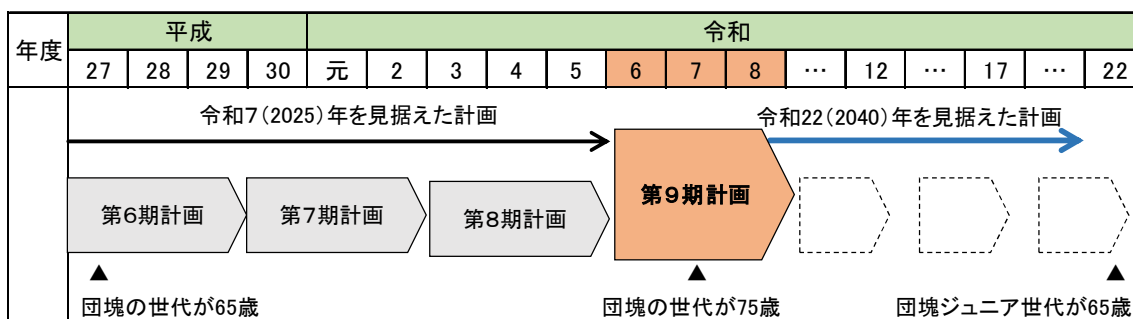 年度
平成
令和
27 28 29 30 元 2 3 4 5 6 7 8 … 12 … 17 … 22
令和7(2025)年を見据えた計画
令和22(2040)年を見据えた計画
第6期計画
第7期計画
第8期計画
第9期計画
▲ ▲ ▲
団塊の世代が65歳
団塊の世代が75歳
団塊ジュニア世代が65歳